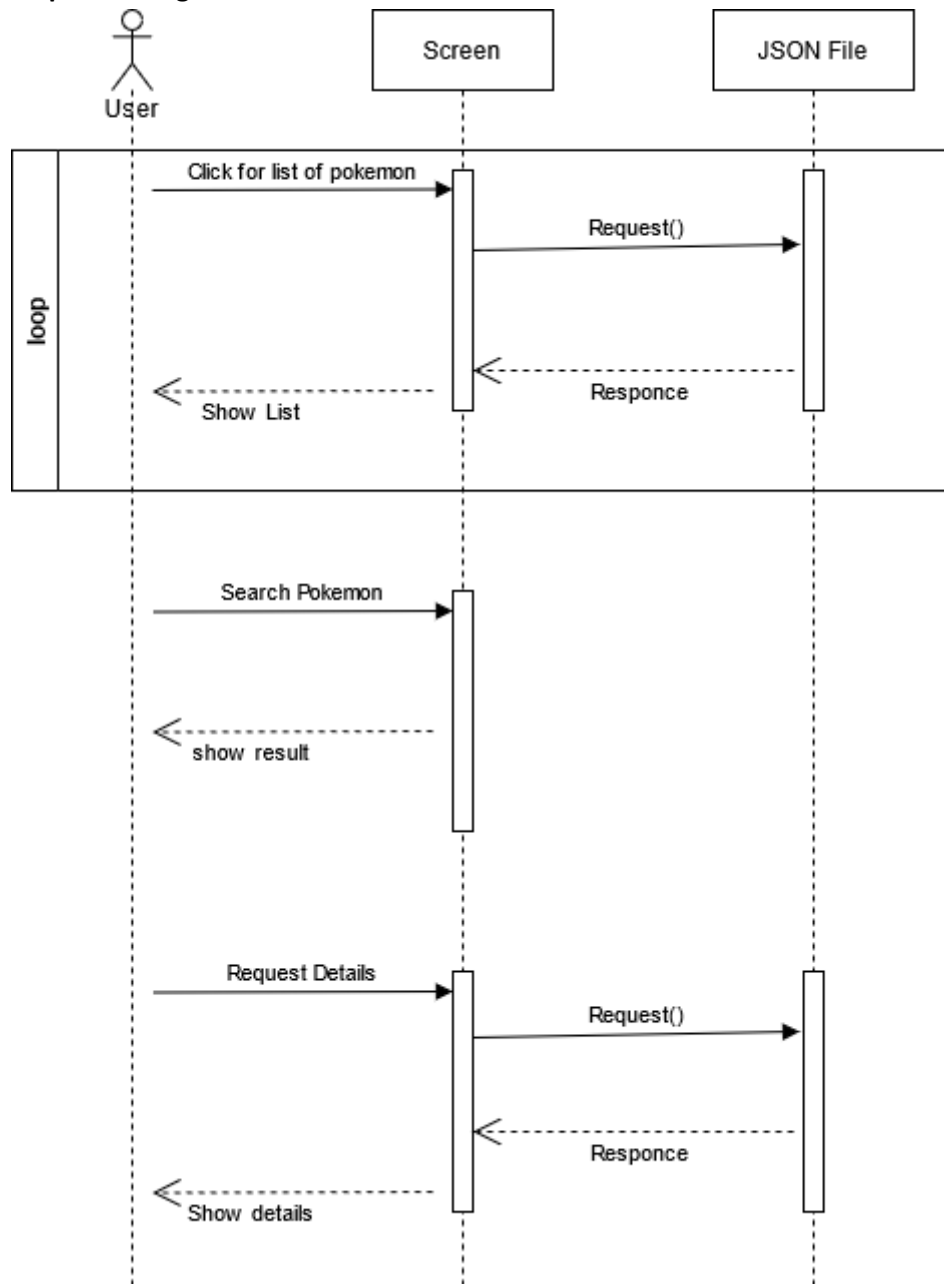 User
Screen
JSON File
loop
Click for list of pokemon
Request()
Responce
Show List
Search Pokemon
show result
Request Details
Request()
Responce
Show details